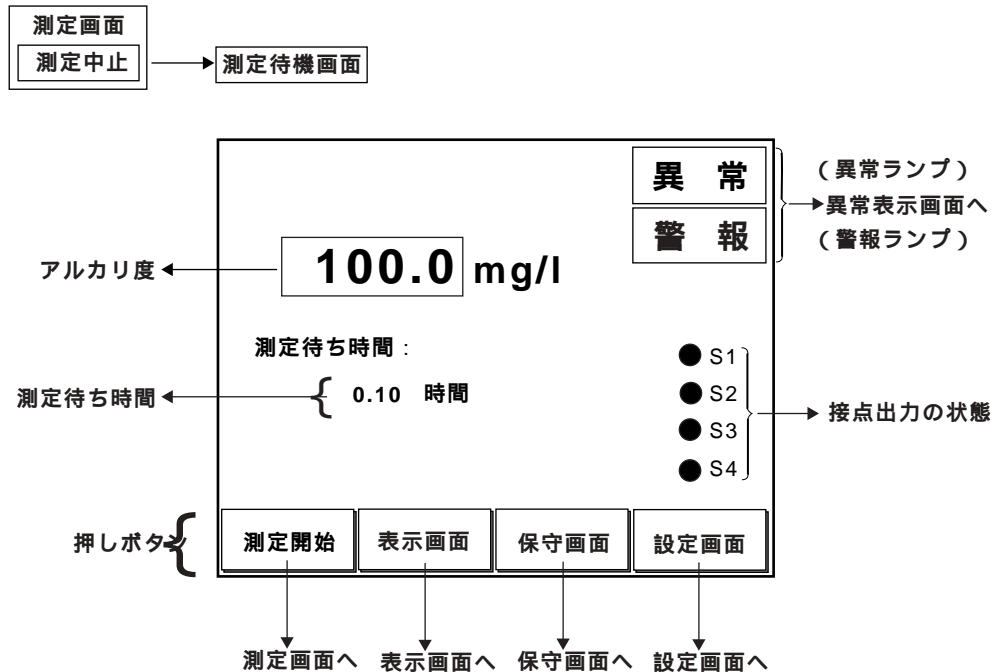 測定画面
測定中止
測定待機画面
異 常
(異常ランプ)
異常表示画面へ
警 報
(警報ランプ)
アルカリ度
100.0 mg/l
測定待ち時間:
測定待ち時間
0.10 時間
S1
S2
S3
S4
接点出力の状態
押しボタン
測定開始
表示画面
保守画面
設定画面
測定画面へ
表示画面へ
保守画面へ
設定画面へ